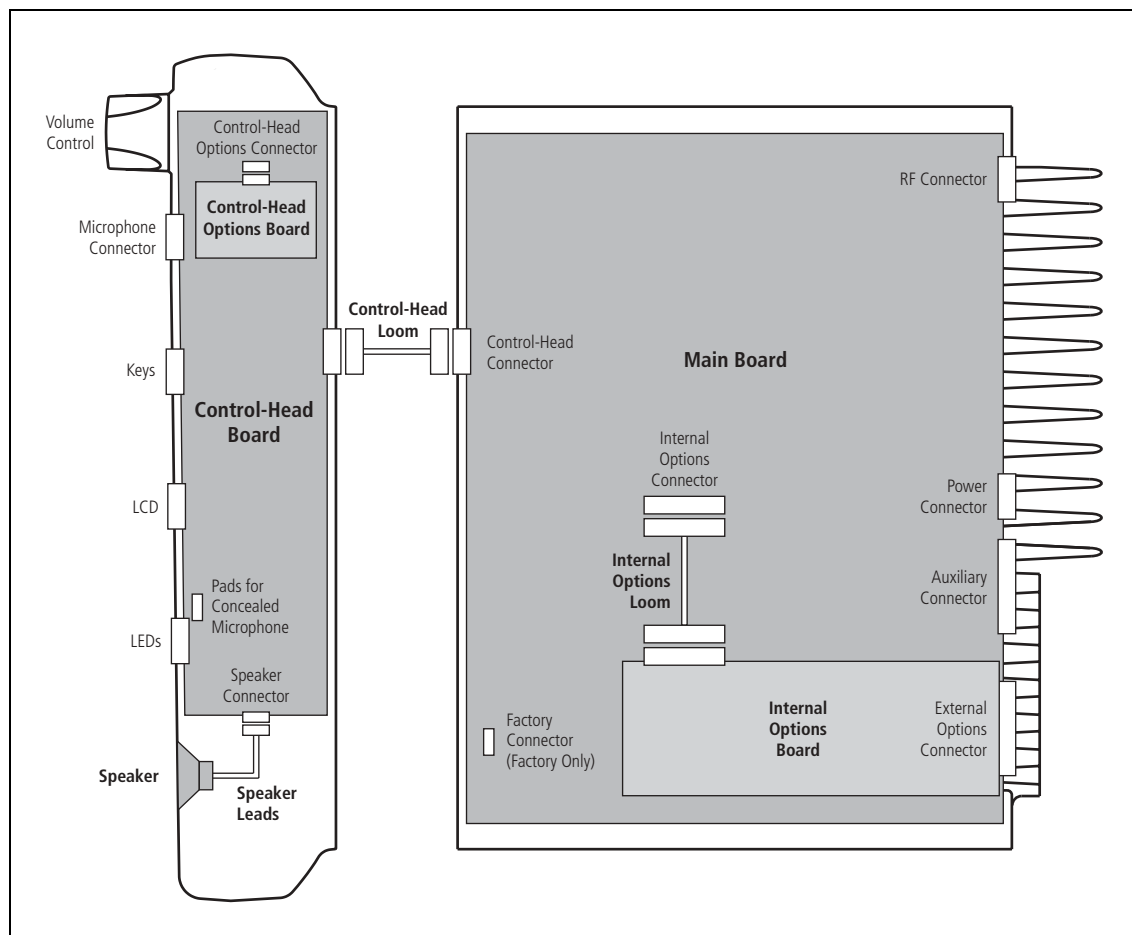 Volume
Control
Control-Head
Options Connector
Control-Head
Options Board
Microphone
Connector
Keys
Control-Head
Board
LCD
Pads for
Concealed
Microphone
LEDs
Speaker
Connector
Speaker
Speaker
Leads
Control-Head
Loom
Control-Head
Connector
Main Board
RF Connector
Internal
Options
Connector
Power
Connector
Internal
Options
Loom
Auxiliary
Connector
Factory
Connector
(Factory Only)
Internal
Options
Board
External
Options
Connector